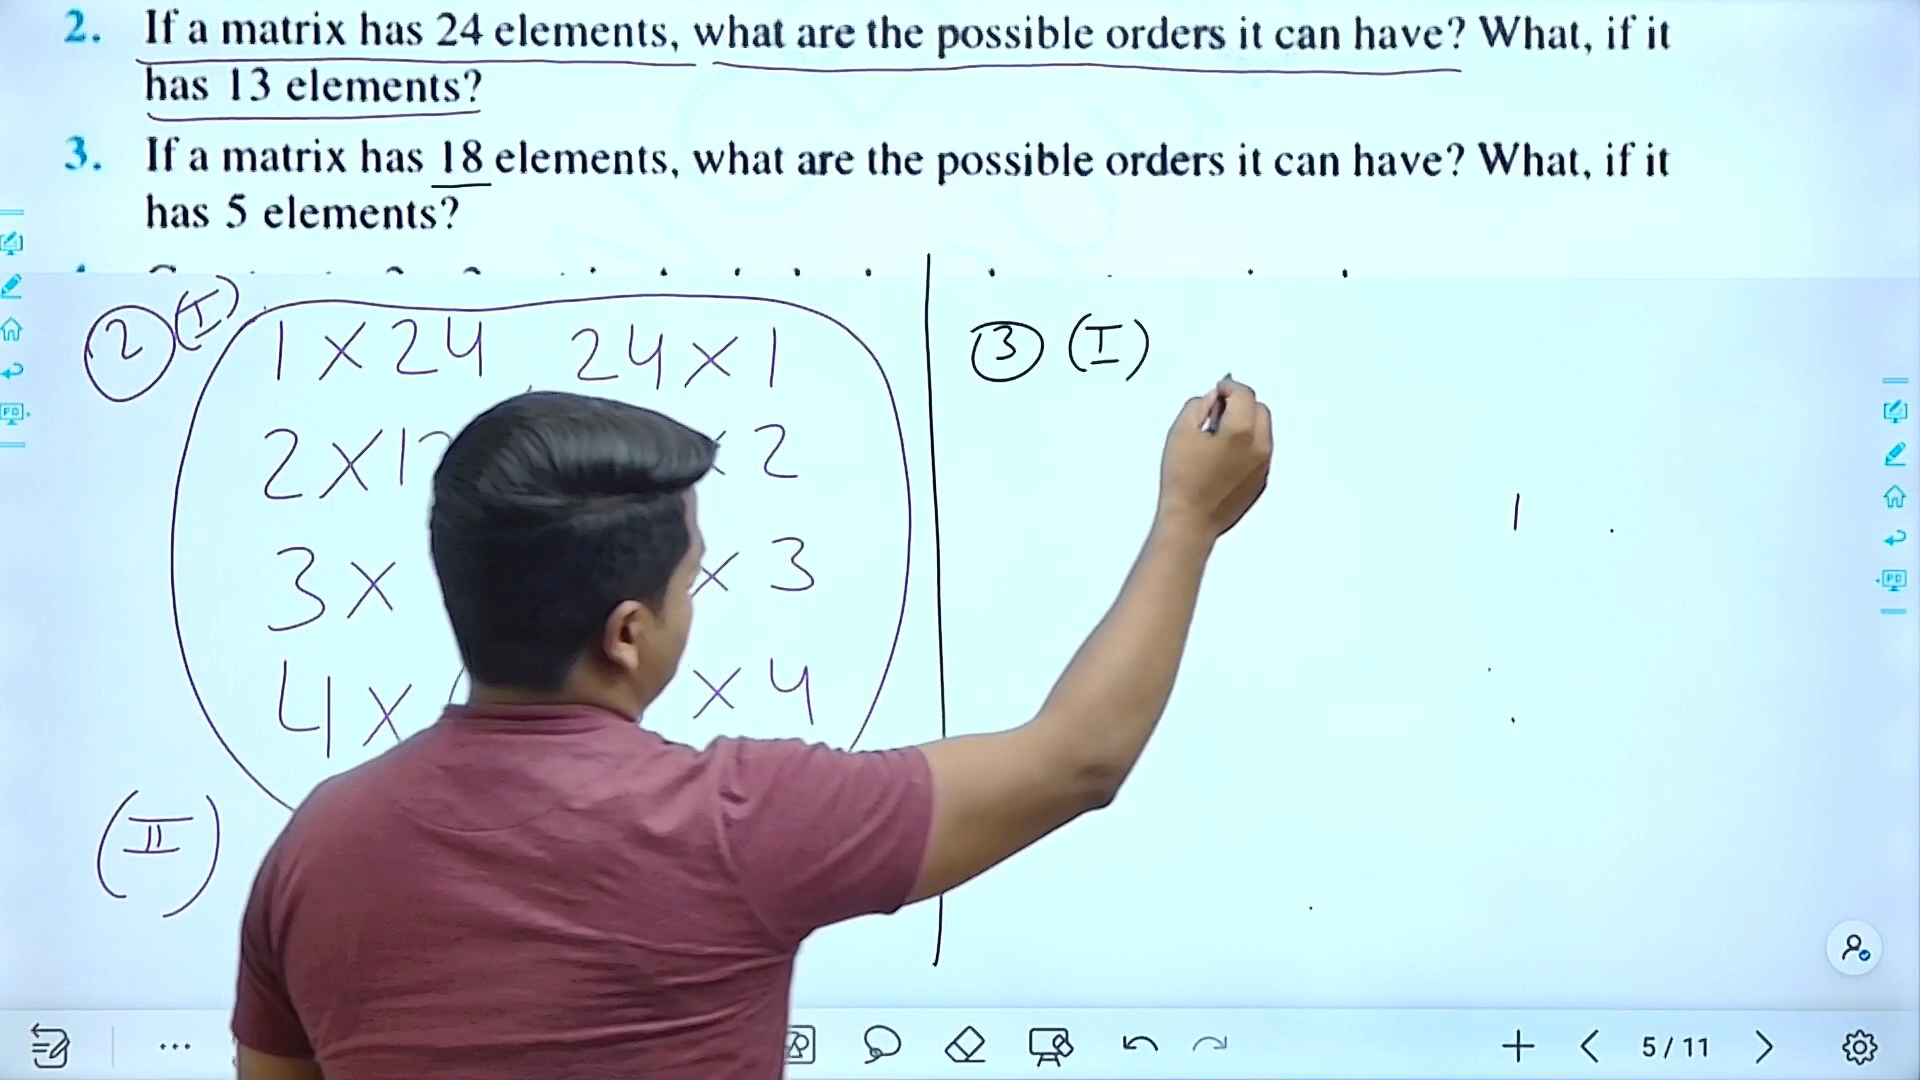 2. If a matrix has 24 elements, what are the possible orders it can have? What, if it
has 13 elements?
3. If a matrix has 18 elements, what are the possible orders it can have? What, if it
has 5 elements?
2 (I)
1 × 24 24 × 1
2 × 2
3 × × 3
4 × × 4
(II)
3 (I)
5 / 11